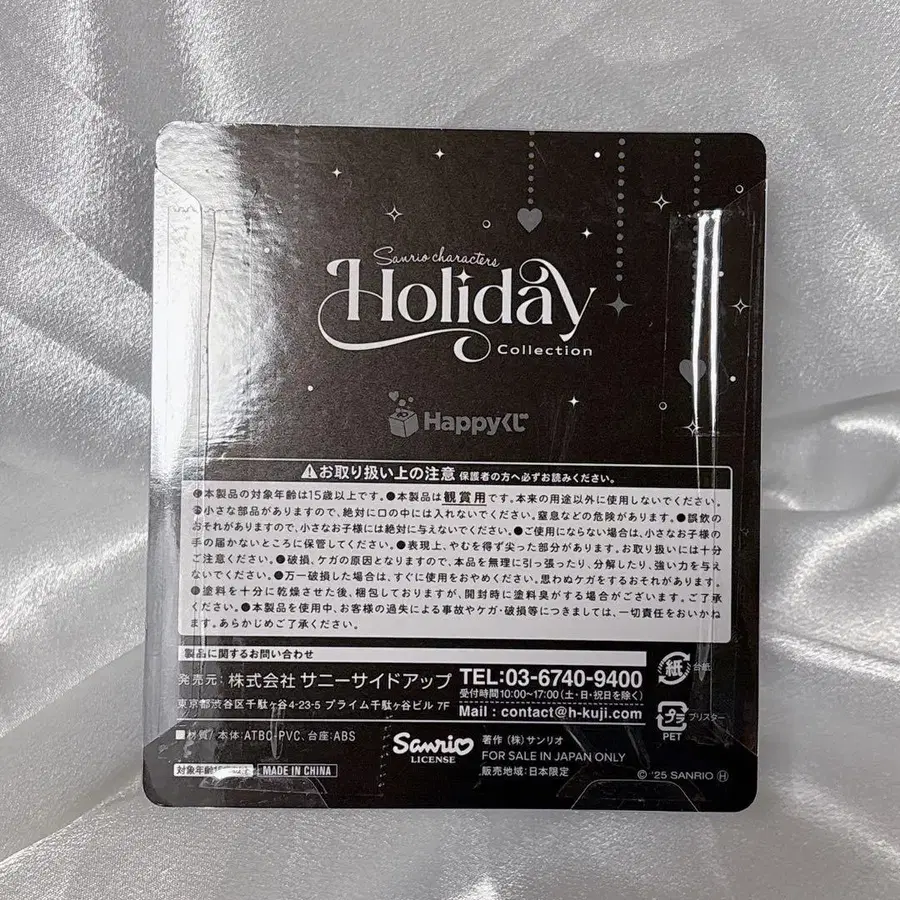 Sanrio characters
Holiday
Collection
Happyくじ
お取り扱い上の注意 保護者の方へ必ずお読みください。
●本製品の対象年齢は15歳以上です。●本製品は観賞用です。本来の用途以外に使用しないでください。
●小さな部品がありますので、絶対に口の中には入れないでください。窒息などの危険があります。●誤飲の
おそれがありますので、小さなお子様には絶対に与えないでください。●ご使用にならない場合は、小さなお子様の
手の届かないところに保管してください。●表現上、やむを得ず尖った部分があります。お取り扱いには十分
ご注意ください。●破損、ケガの原因となりますので、本品を無理に引っ張ったり、分解したり、強い力を与え
ないでください。●万一破損した場合は、すぐに使用をおやめください。思わぬケガをするおそれがあります。
●塗料を十分に乾燥させた後、梱包しておりますが、開封時に塗料臭がする場合がございます。ご了承
ください。●本製品を使用中、お客様の過失による事故やケガ・破損等につきましては、一切責任をおいかね
ます。あらかじめご了承ください。
製品に関するお問い合わせ
発売元：株式会社 サニーサイドアップ
東京都渋谷区千駄ヶ谷4-23-5 プライム千駄ヶ谷ビル 7F
TEL:03-6740-9400
受付時間10:00~17:00(土・日・祝日を除く)
Mail : contact@h-kuji.com
紙 台紙
プラ ブリスター
PET
■材質/本体:ATBC-PVC、台座:ABS
対象年齢15歳以上
MADE IN CHINA
Sanrio
LICENSE
著作 (株)サンリオ
FOR SALE IN JAPAN ONLY
販売地域:日本限定
© '25 SANRIO Ⓗ